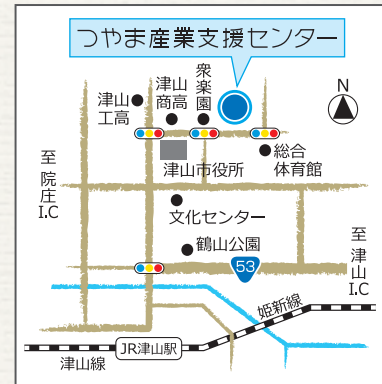 つやま産業支援センター
N
津山
工高
津山
商高
衆楽園
津山市役所
総合
体育館
至 院庄I.C
文化センター
鶴山公園
53
至 津山I.C
姫新線
JR津山駅
津山線